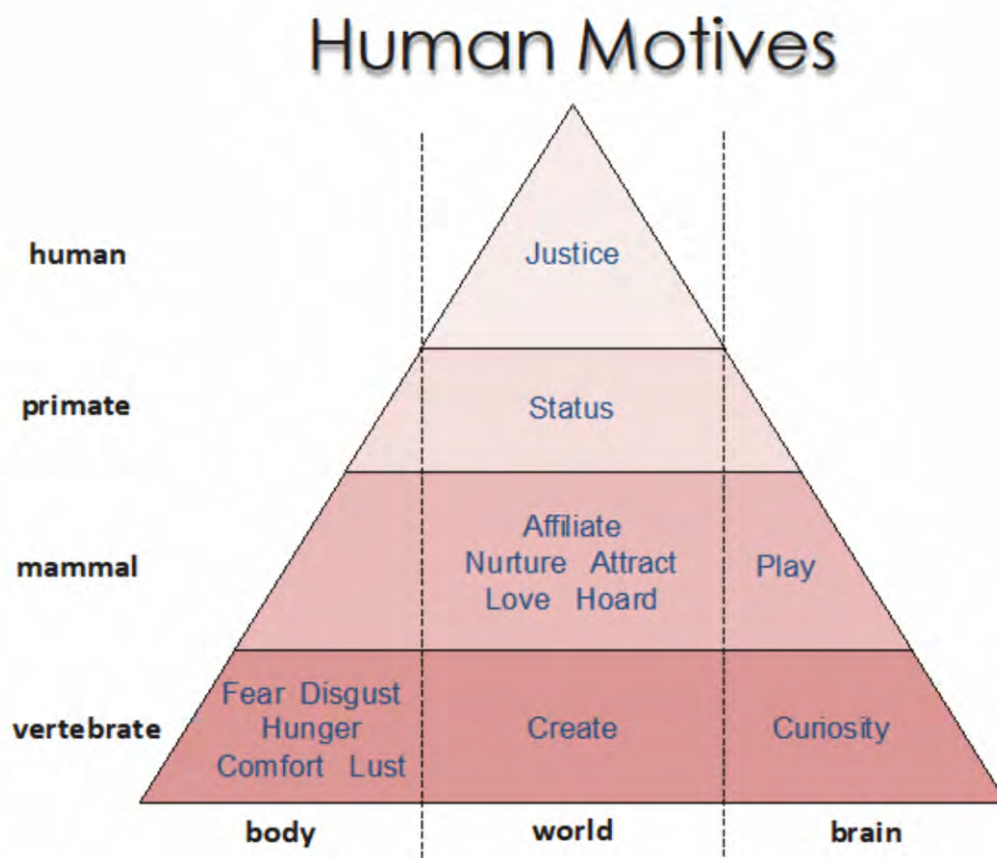 Human Motives
human
Justice
primate
Status
Affiliate
mammal
Nurture Attract
Play
Love Hoard
Fear Disgust
vertebrate
Hunger
Create
Curiosity
Comfort Lust
body
world
brain